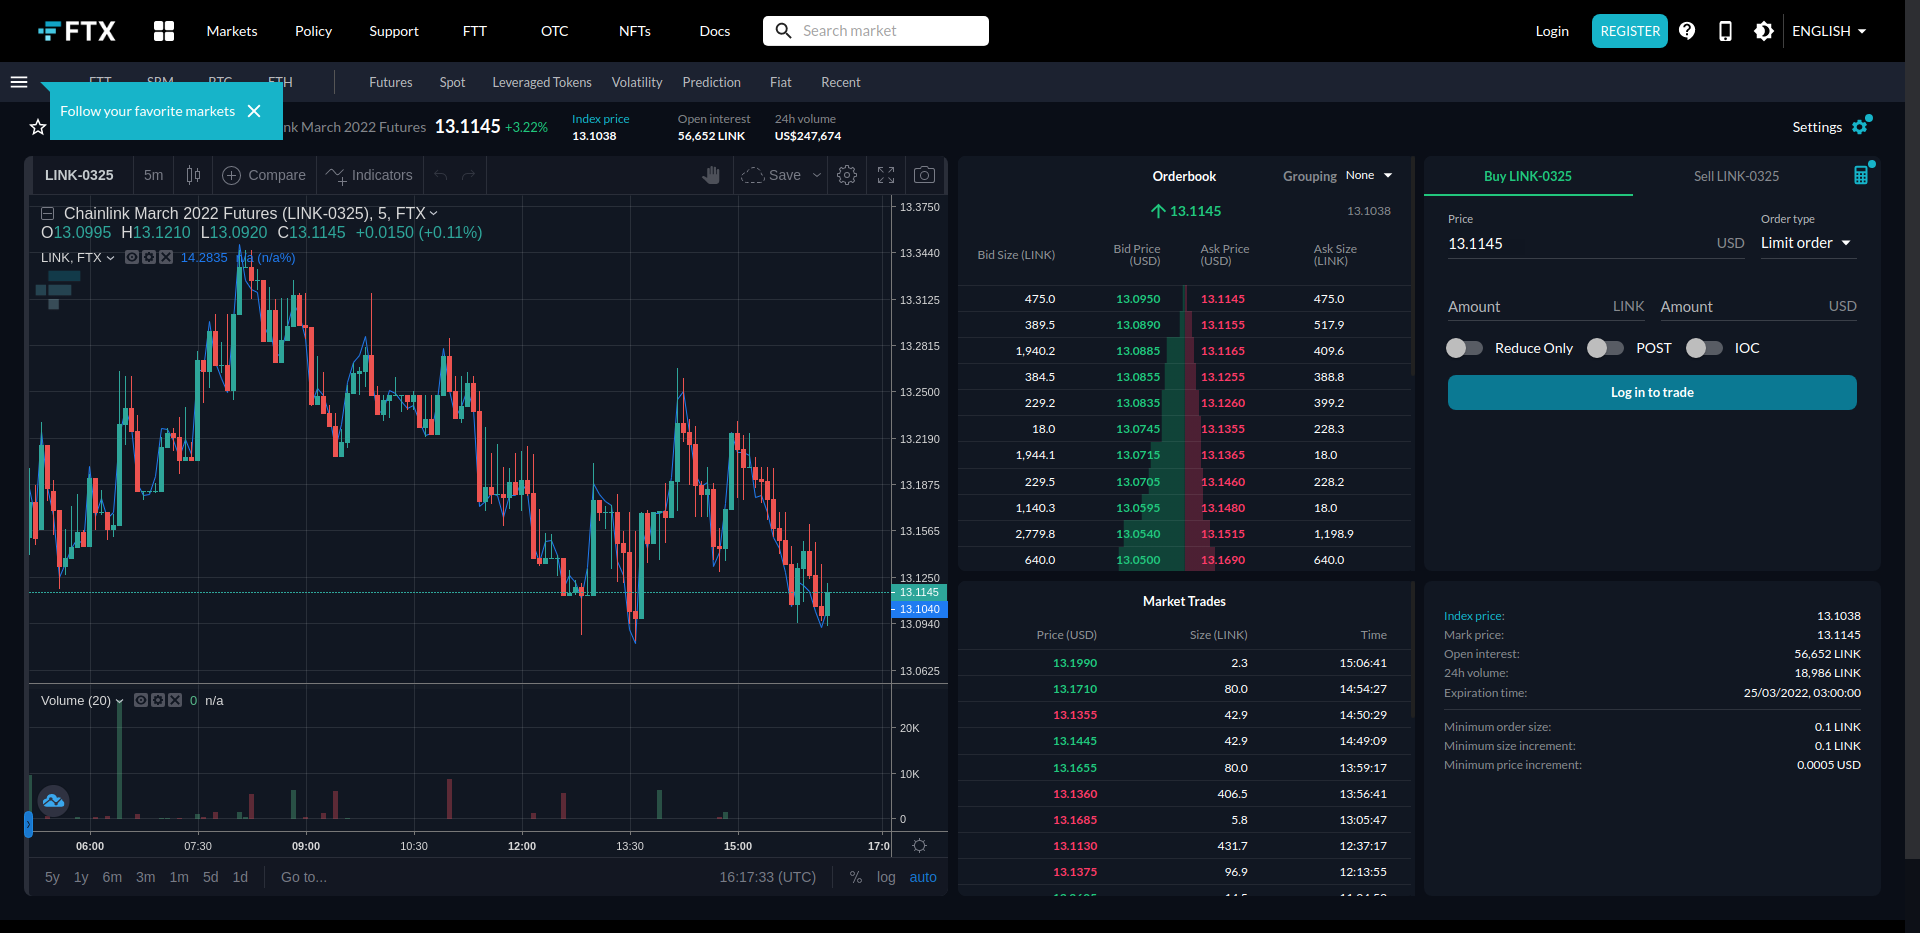 FTX Markets Policy Support FTT OTC NFTs Docs Search market Login REGISTER ENGLISH
Futures Spot Leveraged Tokens Volatility Prediction Fiat Recent
Follow your favorite markets
March 2022 Futures 13.1145 +3.22%
Index price
13.1038
Open interest
56,652 LINK
24h volume
US$247,674
Settings
LINK-0325 5m Compare Indicators Save
Chainlink March 2022 Futures (LINK-0325), 5, FTX
O13.0995 H13.1210 L13.0920 C13.1145 +0.0150 (+0.11%)
LINK, FTX 14.2835 n/a (n/a%)
13.3750
13.3440
13.3125
13.2815
13.2500
13.2190
13.1875
13.1565
13.1250
13.1145
13.1040
13.0940
13.0625
Volume (20) 0 n/a
20K
10K
0
06:00 07:30 09:00 10:30 12:00 13:30 15:00 17:0
5y 1y 6m 3m 1m 5d 1d Go to... 16:17:33 (UTC) % log auto
Orderbook Grouping None
13.1145 13.1038
Bid Size (LINK) Bid Price (USD) Ask Price (USD) Ask Size (LINK)
475.0 13.0950 13.1145 475.0
389.5 13.0890 13.1155 517.9
1,940.2 13.0885 13.1165 409.6
384.5 13.0855 13.1255 388.8
229.2 13.0835 13.1260 399.2
18.0 13.0745 13.1355 228.3
1,944.1 13.0715 13.1365 18.0
229.5 13.0705 13.1460 228.2
1,140.3 13.0595 13.1480 18.0
2,779.8 13.0540 13.1515 1,198.9
640.0 13.0500 13.1690 640.0
Market Trades
Price (USD) Size (LINK) Time
13.1990 2.3 15:06:41
13.1710 80.0 14:54:27
13.1355 42.9 14:50:29
13.1445 42.9 14:49:09
13.1655 80.0 13:59:17
13.1360 406.5 13:56:41
13.1685 5.8 13:05:47
13.1130 431.7 12:37:17
13.1375 96.9 12:13:55
Buy LINK-0325 Sell LINK-0325
Price Order type
13.1145 USD Limit order
Amount LINK Amount USD
Reduce Only POST IOC
Log in to trade
Index price: 13.1038
Mark price: 13.1145
Open interest: 56,652 LINK
24h volume: 18,986 LINK
Expiration time: 25/03/2022, 03:00:00
Minimum order size: 0.1 LINK
Minimum size increment: 0.1 LINK
Minimum price increment: 0.0005 USD